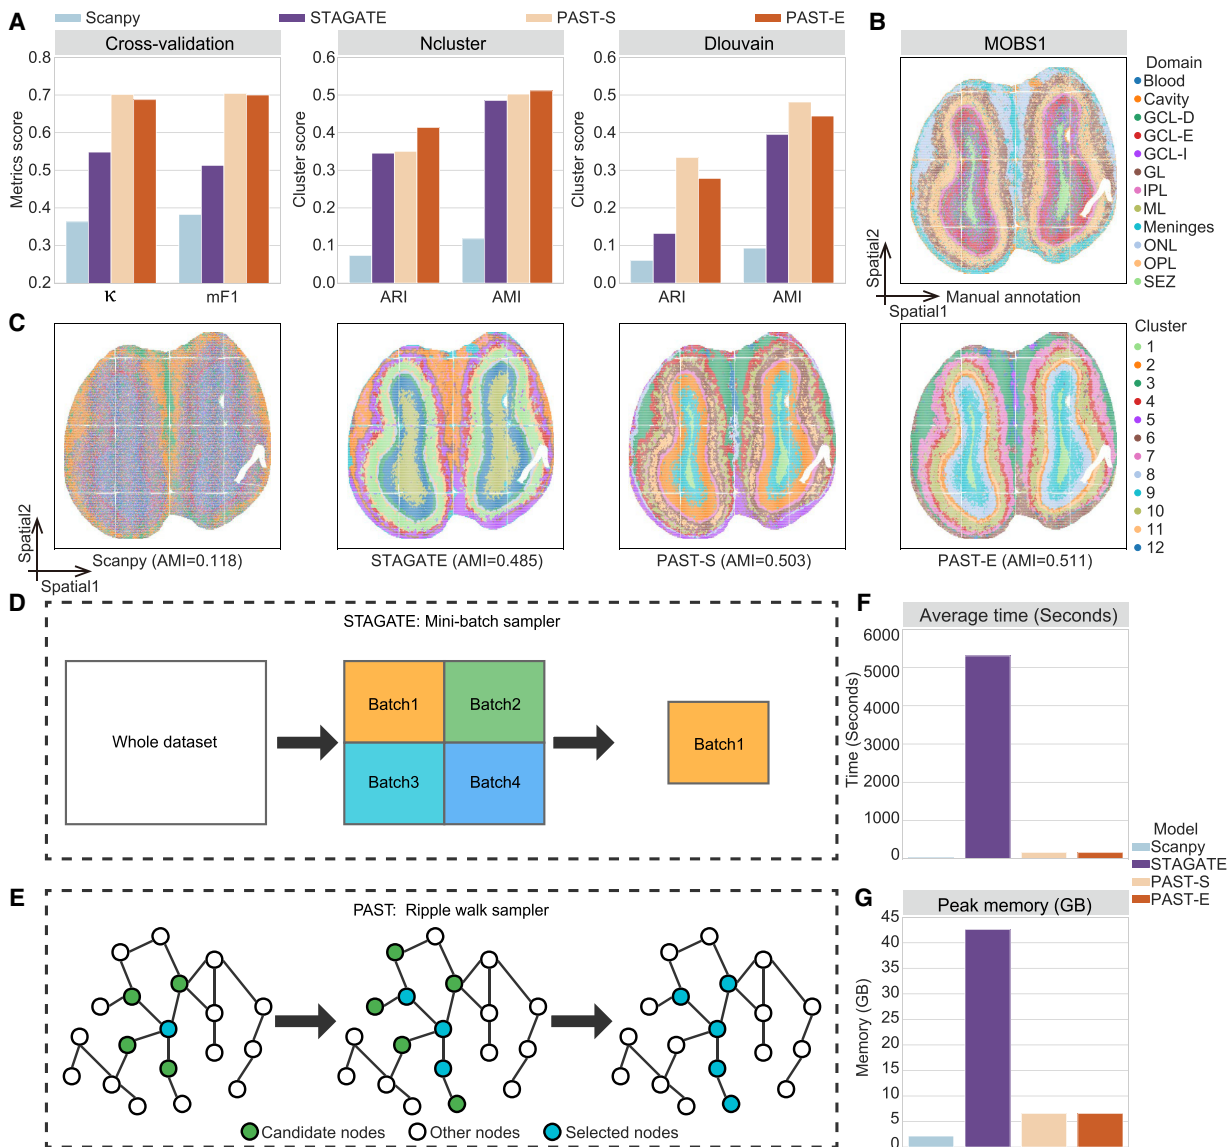 A
Scanpy
STAGATE
PAST-S
PAST-E
Cross-validation
Metrics score
0.8
0.7
0.6
0.5
0.4
0.3
0.2
κ
mF1
Ncluster
Cluster score
0.6
0.5
0.4
0.3
0.2
0.1
0.0
ARI
AMI
Dlouvain
Cluster score
0.6
0.5
0.4
0.3
0.2
0.1
0.0
ARI
AMI
B
MOBS1
Spatial2
Spatial1
Manual annotation
Domain
Blood
Cavity
GCL-D
GCL-E
GCL-I
GL
IPL
ML
Meninges
ONL
OPL
SEZ
C
Spatial2
Spatial1
Scanpy (AMI=0.118)
STAGATE (AMI=0.485)
PAST-S (AMI=0.503)
PAST-E (AMI=0.511)
Cluster
1
2
3
4
5
6
7
8
9
10
11
12
D
STAGATE: Mini-batch sampler
Whole dataset
Batch1
Batch2
Batch3
Batch4
Batch1
E
PAST: Ripple walk sampler
Candidate nodes
Other nodes
Selected nodes
F
Average time (Seconds)
Time (Seconds)
6000
5000
4000
3000
2000
1000
0
Model
Scanpy
STAGATE
PAST-S
PAST-E
G
Peak memory (GB)
Memory (GB)
45
40
35
30
25
20
15
10
5
0